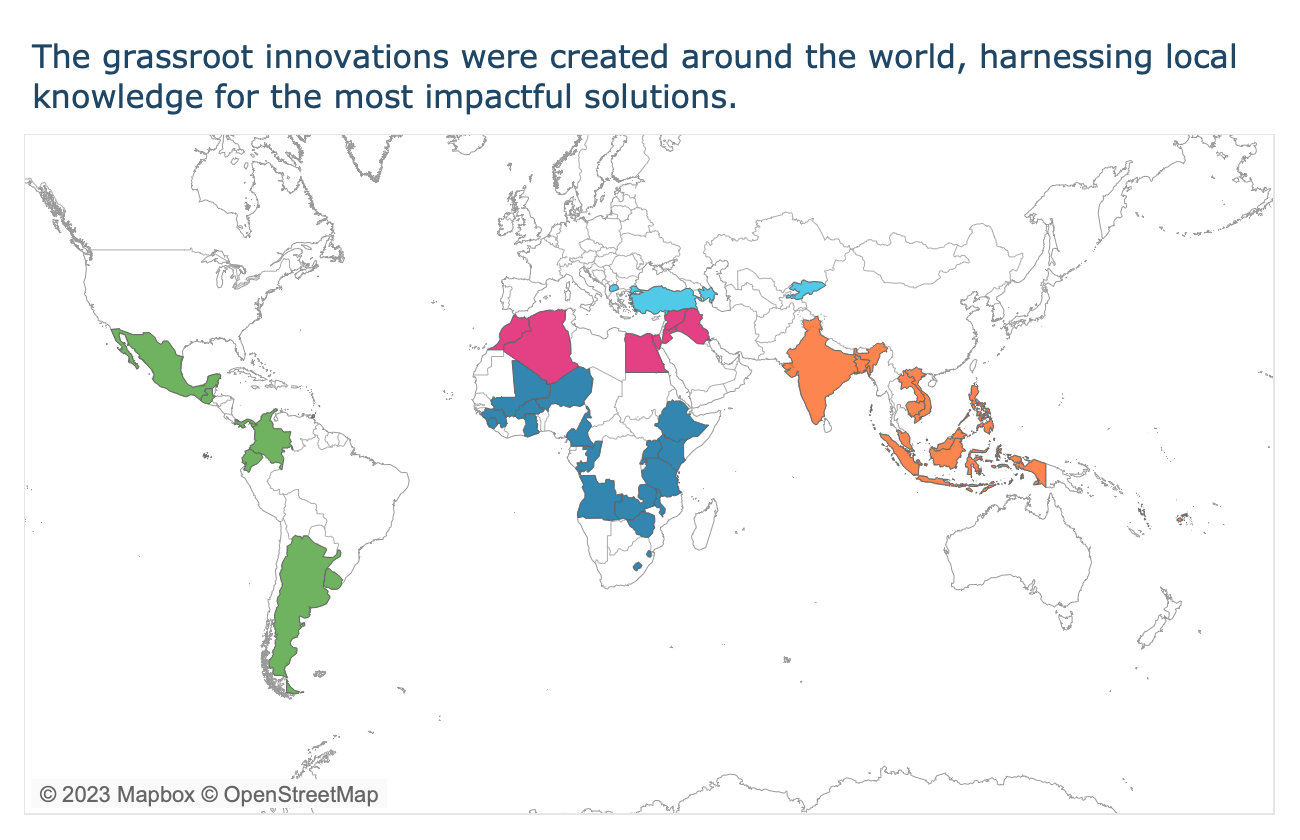 The grassroot innovations were created around the world, harnessing local
knowledge for the most impactful solutions.
© 2023 Mapbox © OpenStreetMap